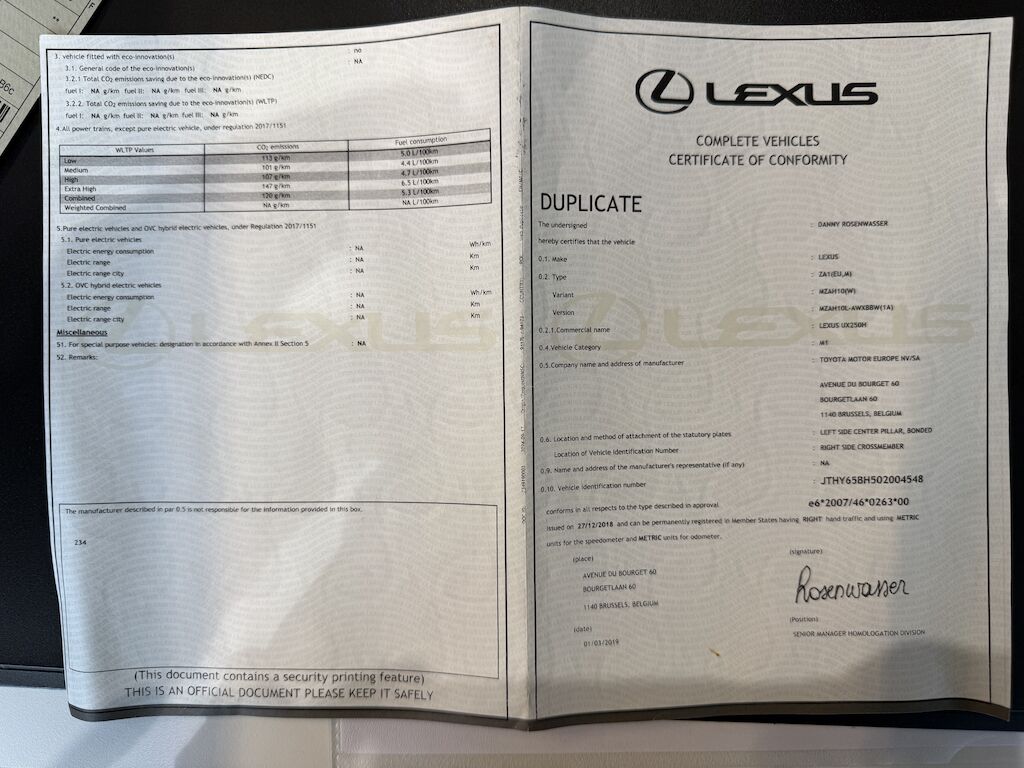 3. vehicle fitted with eco-innovation(s) : no
3.1. General code of the eco-innovation(s) : NA
3.2.1 Total CO₂ emissions saving due to the eco-innovation(s) (NEDC)
fuel I: NA g/km fuel II: NA g/km fuel III: NA g/km
3.2.2. Total CO₂ emissions saving due to the eco-innovation(s) (WLTP)
fuel I: NA g/km fuel II: NA g/km fuel III: NA g/km
4.All power trains, except pure electric vehicle, under regulation 2017/1151
WLTP Values CO₂ emissions Fuel consumption
Low 113 g/km 5.0 L/100km
Medium 101 g/km 4.4 L/100km
High 107 g/km 4.7 L/100km
Extra High 147 g/km 6.5 L/100km
Combined 120 g/km 5.3 L/100km
Weighted Combined NA g/km NA L/100km
5.Pure electric vehicles and OVC hybrid electric vehicles, under Regulation 2017/1151
5.1. Pure electric vehicles
Electric energy consumption : NA Wh/km
Electric range : NA Km
Electric range city : NA Km
5.2. OVC hybrid electric vehicles
Electric energy consumption : NA Wh/km
Electric range : NA Km
Electric range city : NA Km
Miscellaneous
51. For special purpose vehicles: designation in accordance with Annex II Section 5 : NA
52. Remarks:
The manufacturer described in par 0.5 is not responsible for the information provided in this box.
234
(This document contains a security printing feature)
THIS IS AN OFFICIAL DOCUMENT PLEASE KEEP IT SAFELY
LEXUS
COMPLETE VEHICLES
CERTIFICATE OF CONFORMITY
DUPLICATE
The undersigned : DANNY ROSENWASSER
hereby certifies that the vehicle
0.1. Make : LEXUS
0.2. Type : ZA1(EU,M)
Variant : MZAH10(W)
Version : MZAH10L-AWXBBW(1A)
0.2.1.Commercial name : LEXUS UX250H
0.4.Vehicle Category : M1
0.5.Company name and address of manufacturer : TOYOTA MOTOR EUROPE NV/SA
AVENUE DU BOURGET 60
BOURGETLAAN 60
1140 BRUSSELS, BELGIUM
0.6. Location and method of attachment of the statutory plates : LEFT SIDE CENTER PILLAR, BONDED
Location of Vehicle Identification Number : RIGHT SIDE CROSSMEMBER
0.9. Name and address of the manufacturer's representative (if any) : NA
0.10. Vehicle identification number : JTHY65BH502004548
conforms in all respects to the type described in approval e6*2007/46*0263*00
issued on 27/12/2018 and can be permanently registered in Member States having RIGHT hand traffic and using METRIC
units for the speedometer and METRIC units for odometer.
(place) (signature)
AVENUE DU BOURGET 60
BOURGETLAAN 60
1140 BRUSSELS, BELGIUM
Rosenwasser
(date) (Position)
01/03/2019 SENIOR MANAGER HOMOLOGATION DIVISION
LEXUS
LEXUS
B6c